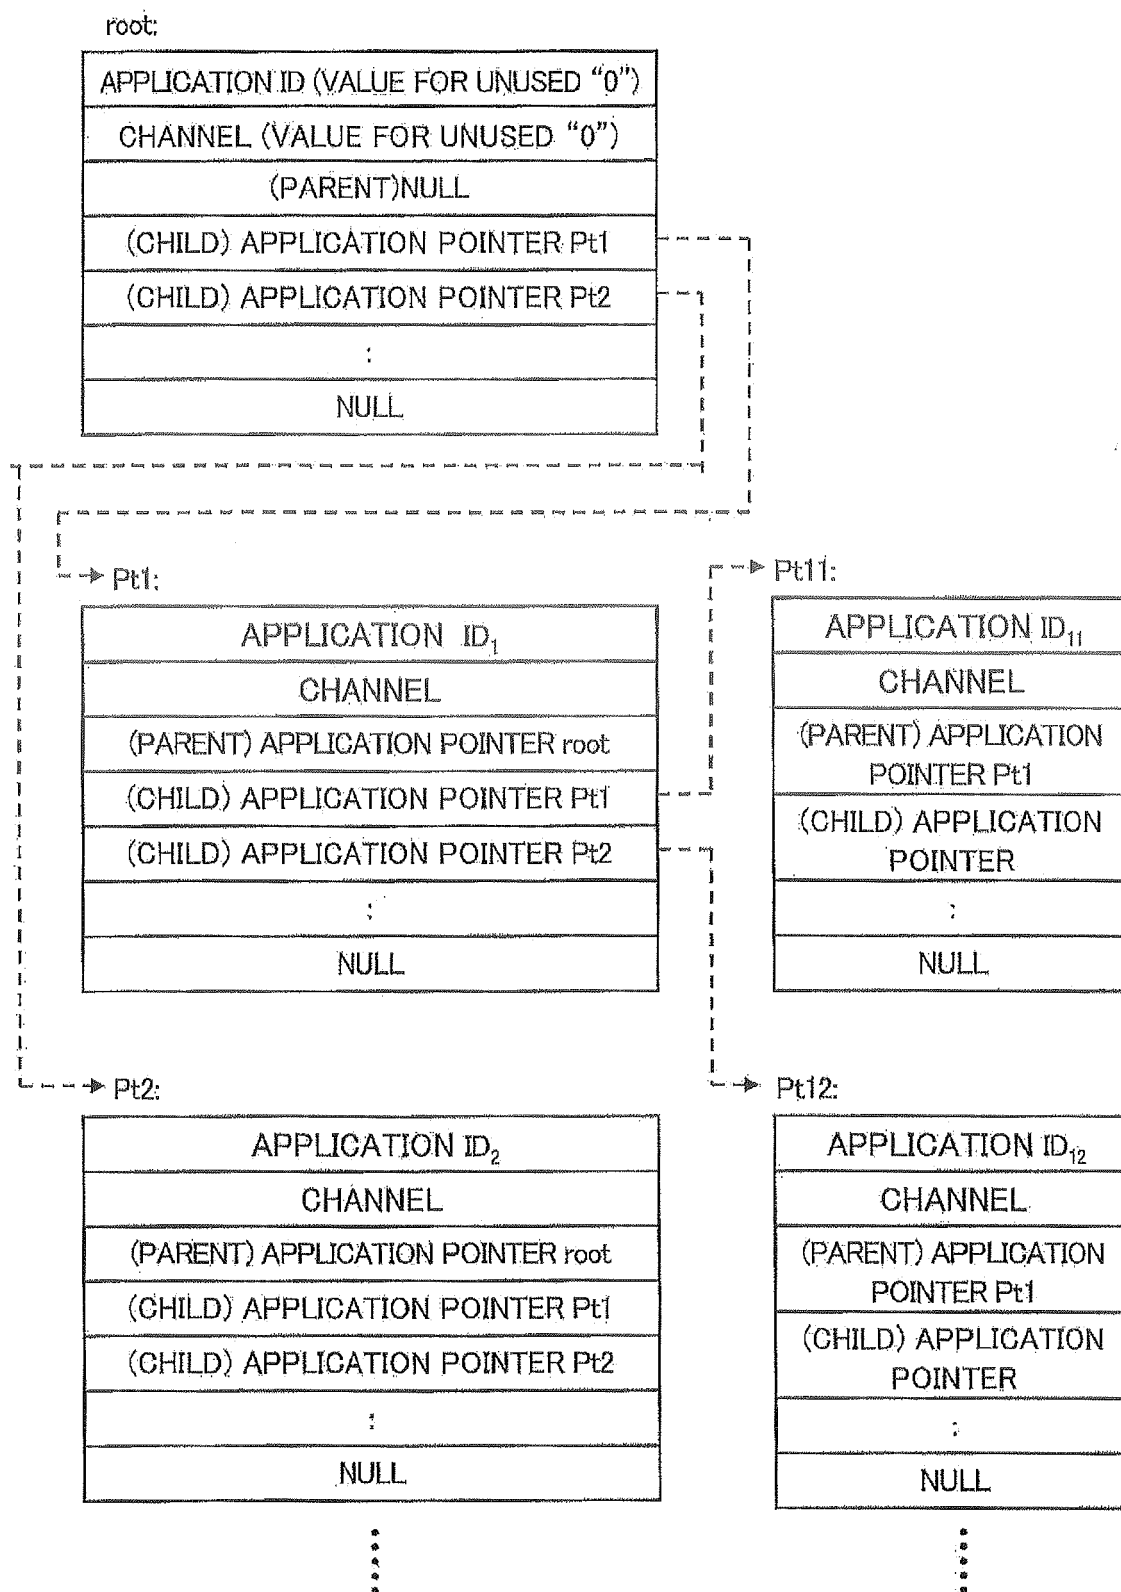 root:
APPLICATION ID (VALUE FOR UNUSED “0”)
CHANNEL (VALUE FOR UNUSED “0”)
(PARENT)NULL
(CHILD) APPLICATION POINTER Pt1
(CHILD) APPLICATION POINTER Pt2
:
NULL
Pt1:
APPLICATION ID₁
CHANNEL
(PARENT) APPLICATION POINTER root
(CHILD) APPLICATION POINTER Pt1
(CHILD) APPLICATION POINTER Pt2
:
NULL
Pt11:
APPLICATION ID₁₁
CHANNEL
(PARENT) APPLICATION
POINTER Pt1
(CHILD) APPLICATION
POINTER
:
NULL
Pt2:
APPLICATION ID₂
CHANNEL
(PARENT) APPLICATION POINTER root
(CHILD) APPLICATION POINTER Pt1
(CHILD) APPLICATION POINTER Pt2
:
NULL
Pt12:
APPLICATION ID₁₂
CHANNEL
(PARENT) APPLICATION
POINTER Pt1
(CHILD) APPLICATION
POINTER
:
NULL